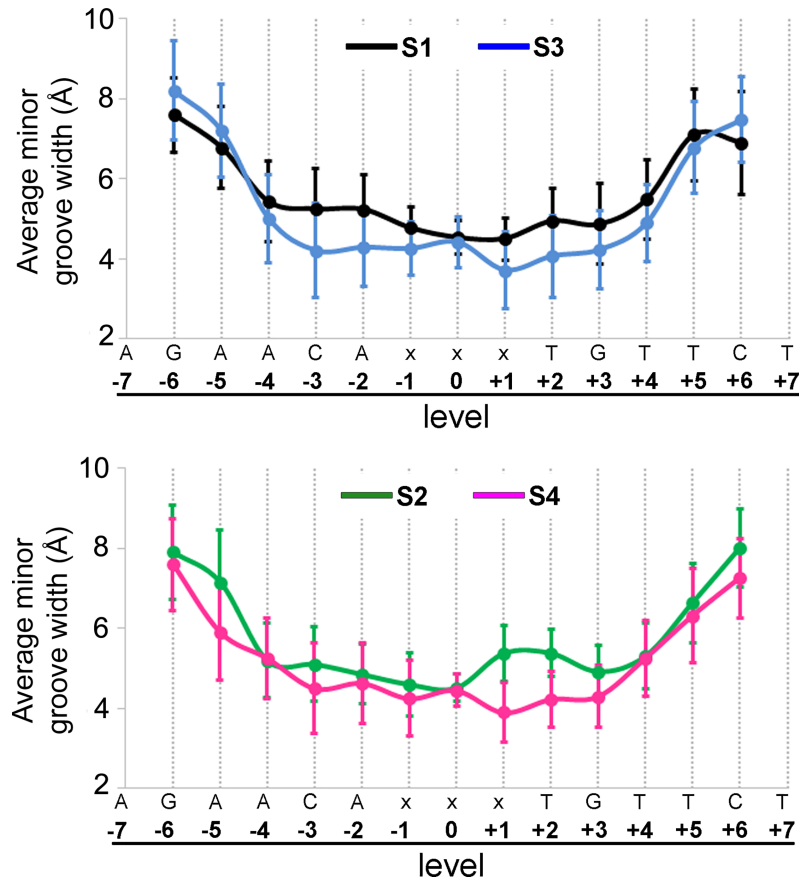 Average minor
groove width (Å)
10
8
6
4
2
S1 S3
A G A A C A x x x T G T T C T
-7 -6 -5 -4 -3 -2 -1 0 +1 +2 +3 +4 +5 +6 +7
level
Average minor
groove width (Å)
10
8
6
4
2
S2 S4
A G A A C A x x x T G T T C T
-7 -6 -5 -4 -3 -2 -1 0 +1 +2 +3 +4 +5 +6 +7
level